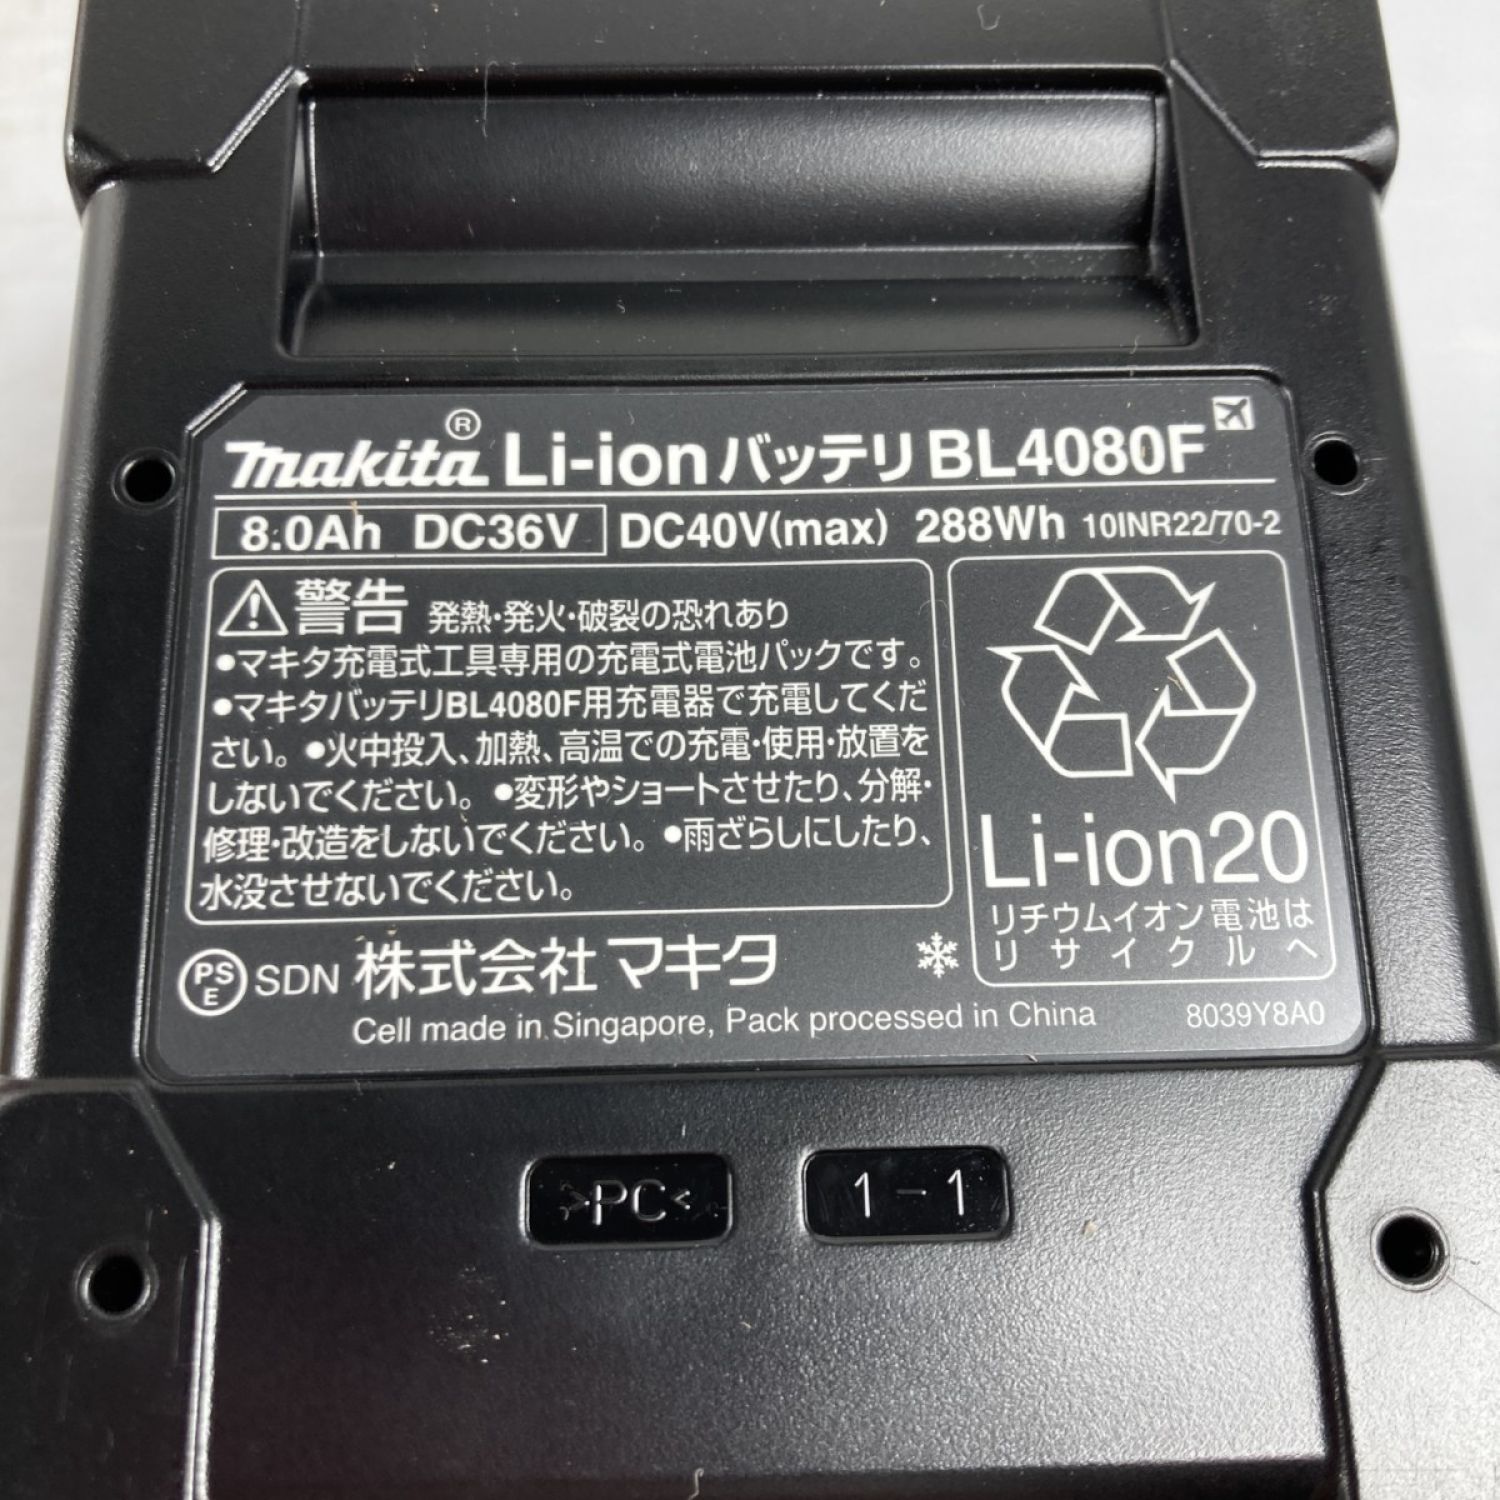 makita® Li-ionバッテリ BL4080F
8.0Ah DC36V DC40V(max) 288Wh 10INR22/70-2
警告 発熱・発火・破裂の恐れあり
●マキタ充電式工具専用の充電式電池パックです。
●マキタバッテリBL4080F用充電器で充電してくだ
さい。●火中投入、加熱、高温での充電・使用・放置を
しないでください。●変形やショートさせたり、分解・
修理・改造をしないでください。●雨ざらしにしたり、
水没させないでください。
Li-ion20
リチウムイオン電池は
リサイクルへ
PS
E
SDN 株式会社マキタ
Cell made in Singapore, Pack processed in China
8039Y8A0
>PC<
1-1